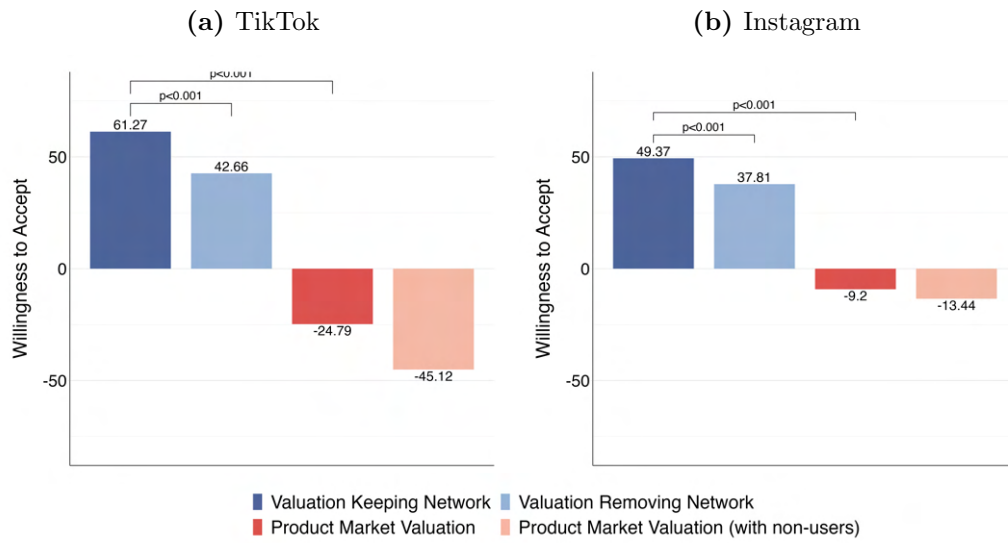 (a) TikTok
(b) Instagram
Willingness to Accept
50
0
-50
p<0.001
p<0.001
61.27
42.66
-24.79
-45.12
Willingness to Accept
50
0
-50
p<0.001
p<0.001
49.37
37.81
-9.2
-13.44
Valuation Keeping Network
Valuation Removing Network
Product Market Valuation
Product Market Valuation (with non-users)